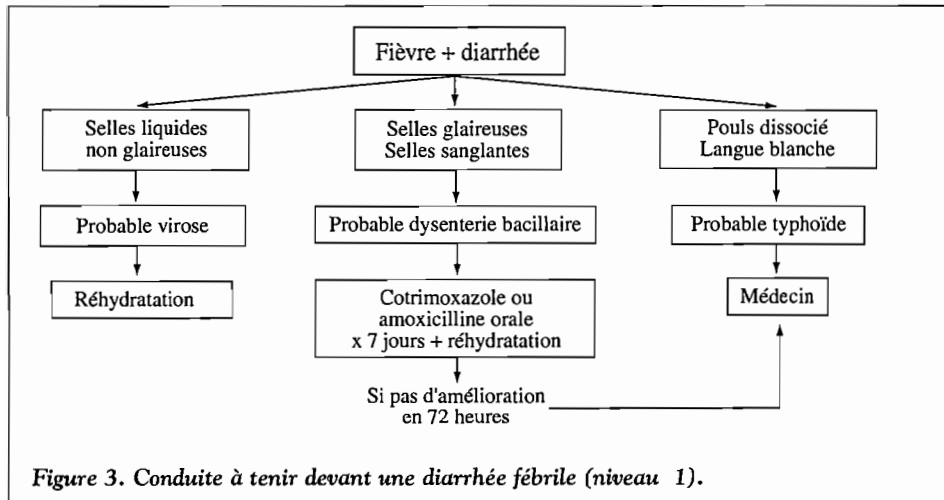 Fièvre + diarrhée
Selles liquides
non glaireuses
Probable virose
Réhydratation
Selles glaireuses
Selles sanglantes
Probable dysenterie bacillaire
Cotrimoxazole ou
amoxicilline orale
x 7 jours + réhydratation
Si pas d'amélioration
en 72 heures
Pouls dissocié
Langue blanche
Probable typhoïde
Médecin
Figure 3. Conduite à tenir devant une diarrhée fébrile (niveau 1).